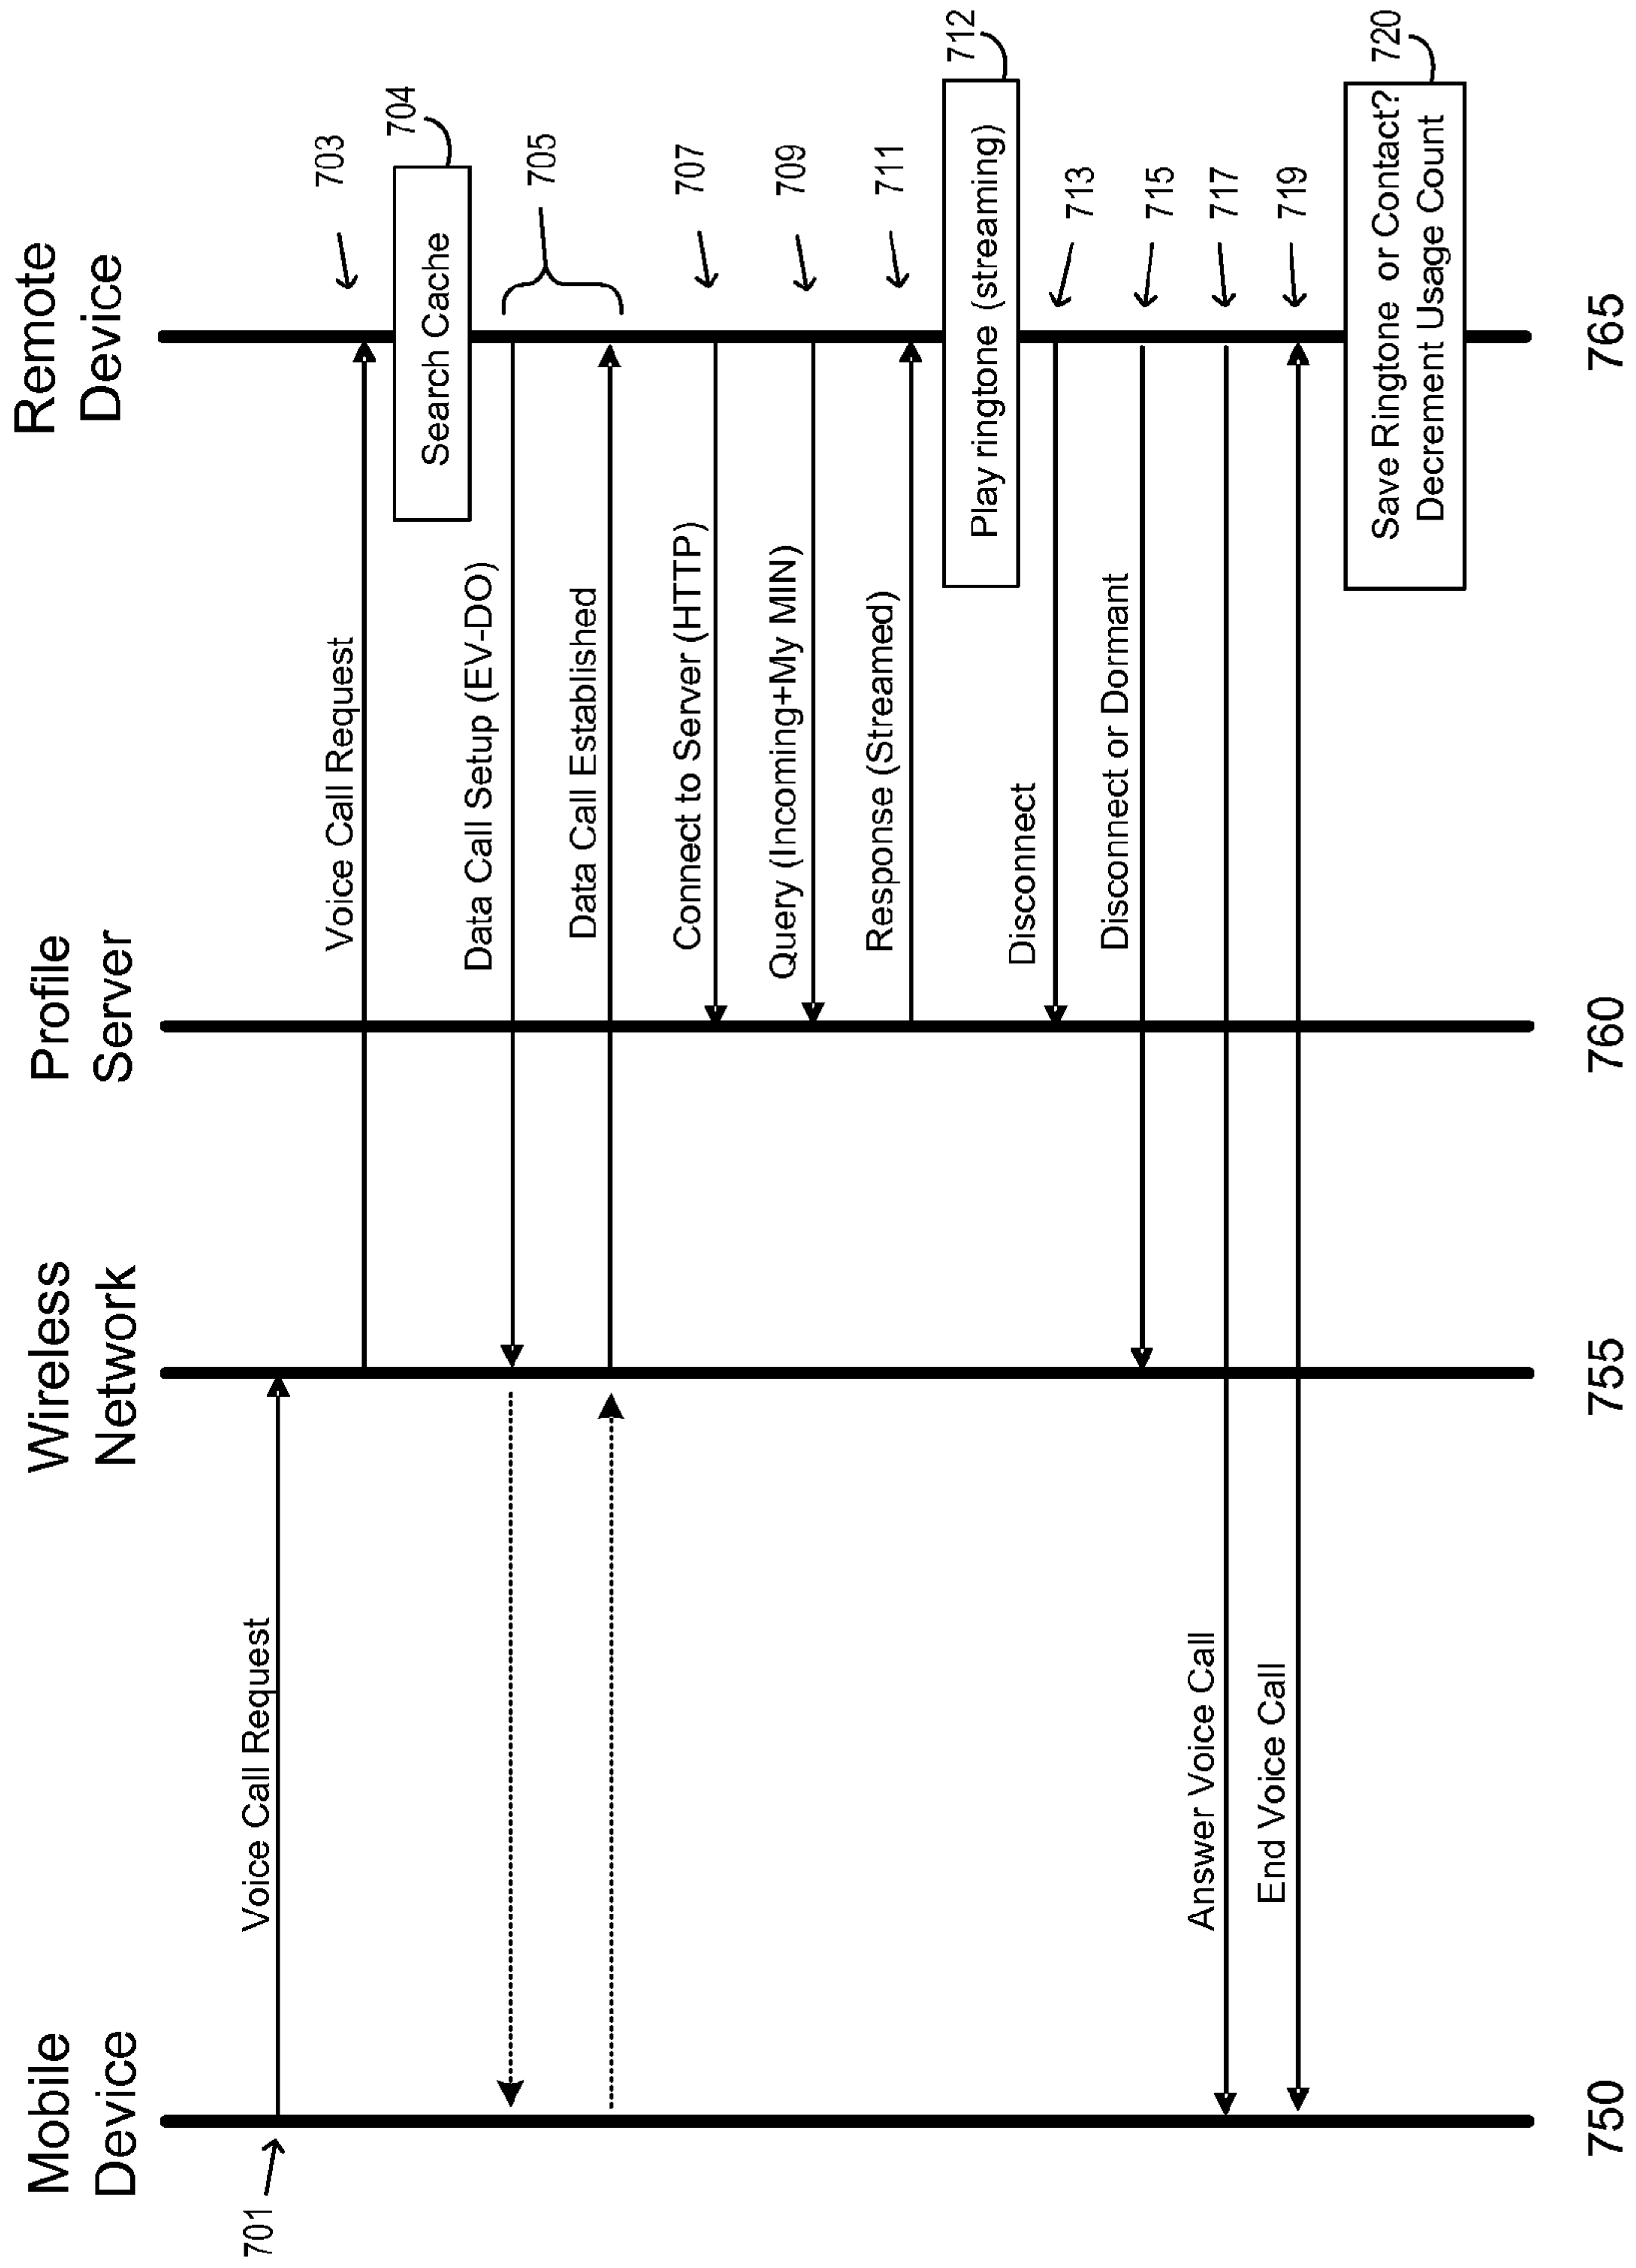 Mobile
Device
Wireless
Network
Profile
Server
Remote
Device
701
Voice Call Request
Voice Call Request
703
Search Cache
704
Data Call Setup (EV-DO)
705
Data Call Established
Connect to Server (HTTP)
707
Query (Incoming+My MIN)
709
Response (Streamed)
711
Play ringtone (streaming)
712
Disconnect
713
Disconnect or Dormant
715
Answer Voice Call
717
End Voice Call
719
Save Ringtone or Contact?
Decrement Usage Count
720
750
755
760
765